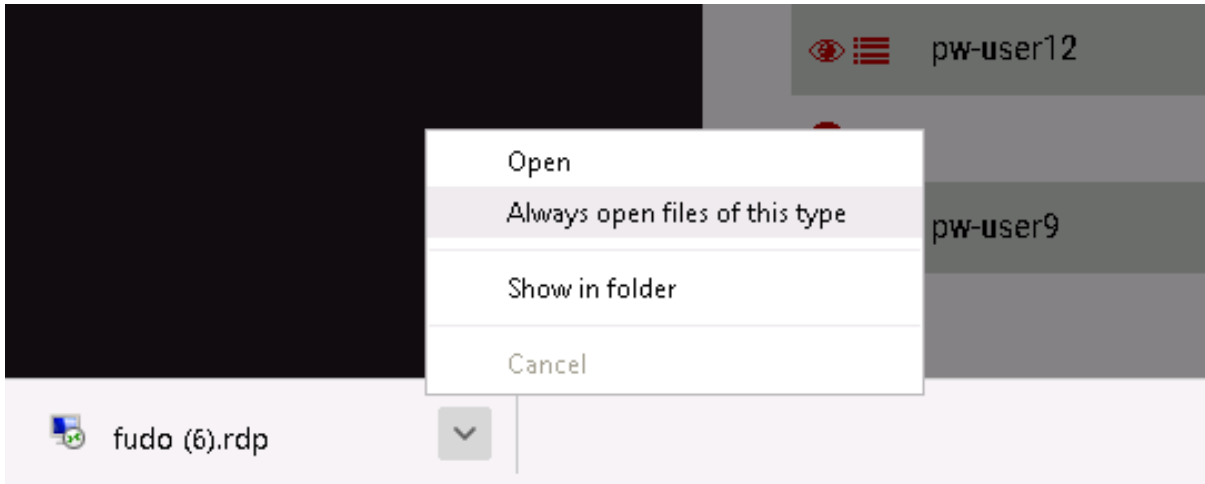 pw-user12
Open
Always open files of this type
pw-user9
Show in folder
Cancel
fudo (6).rdp